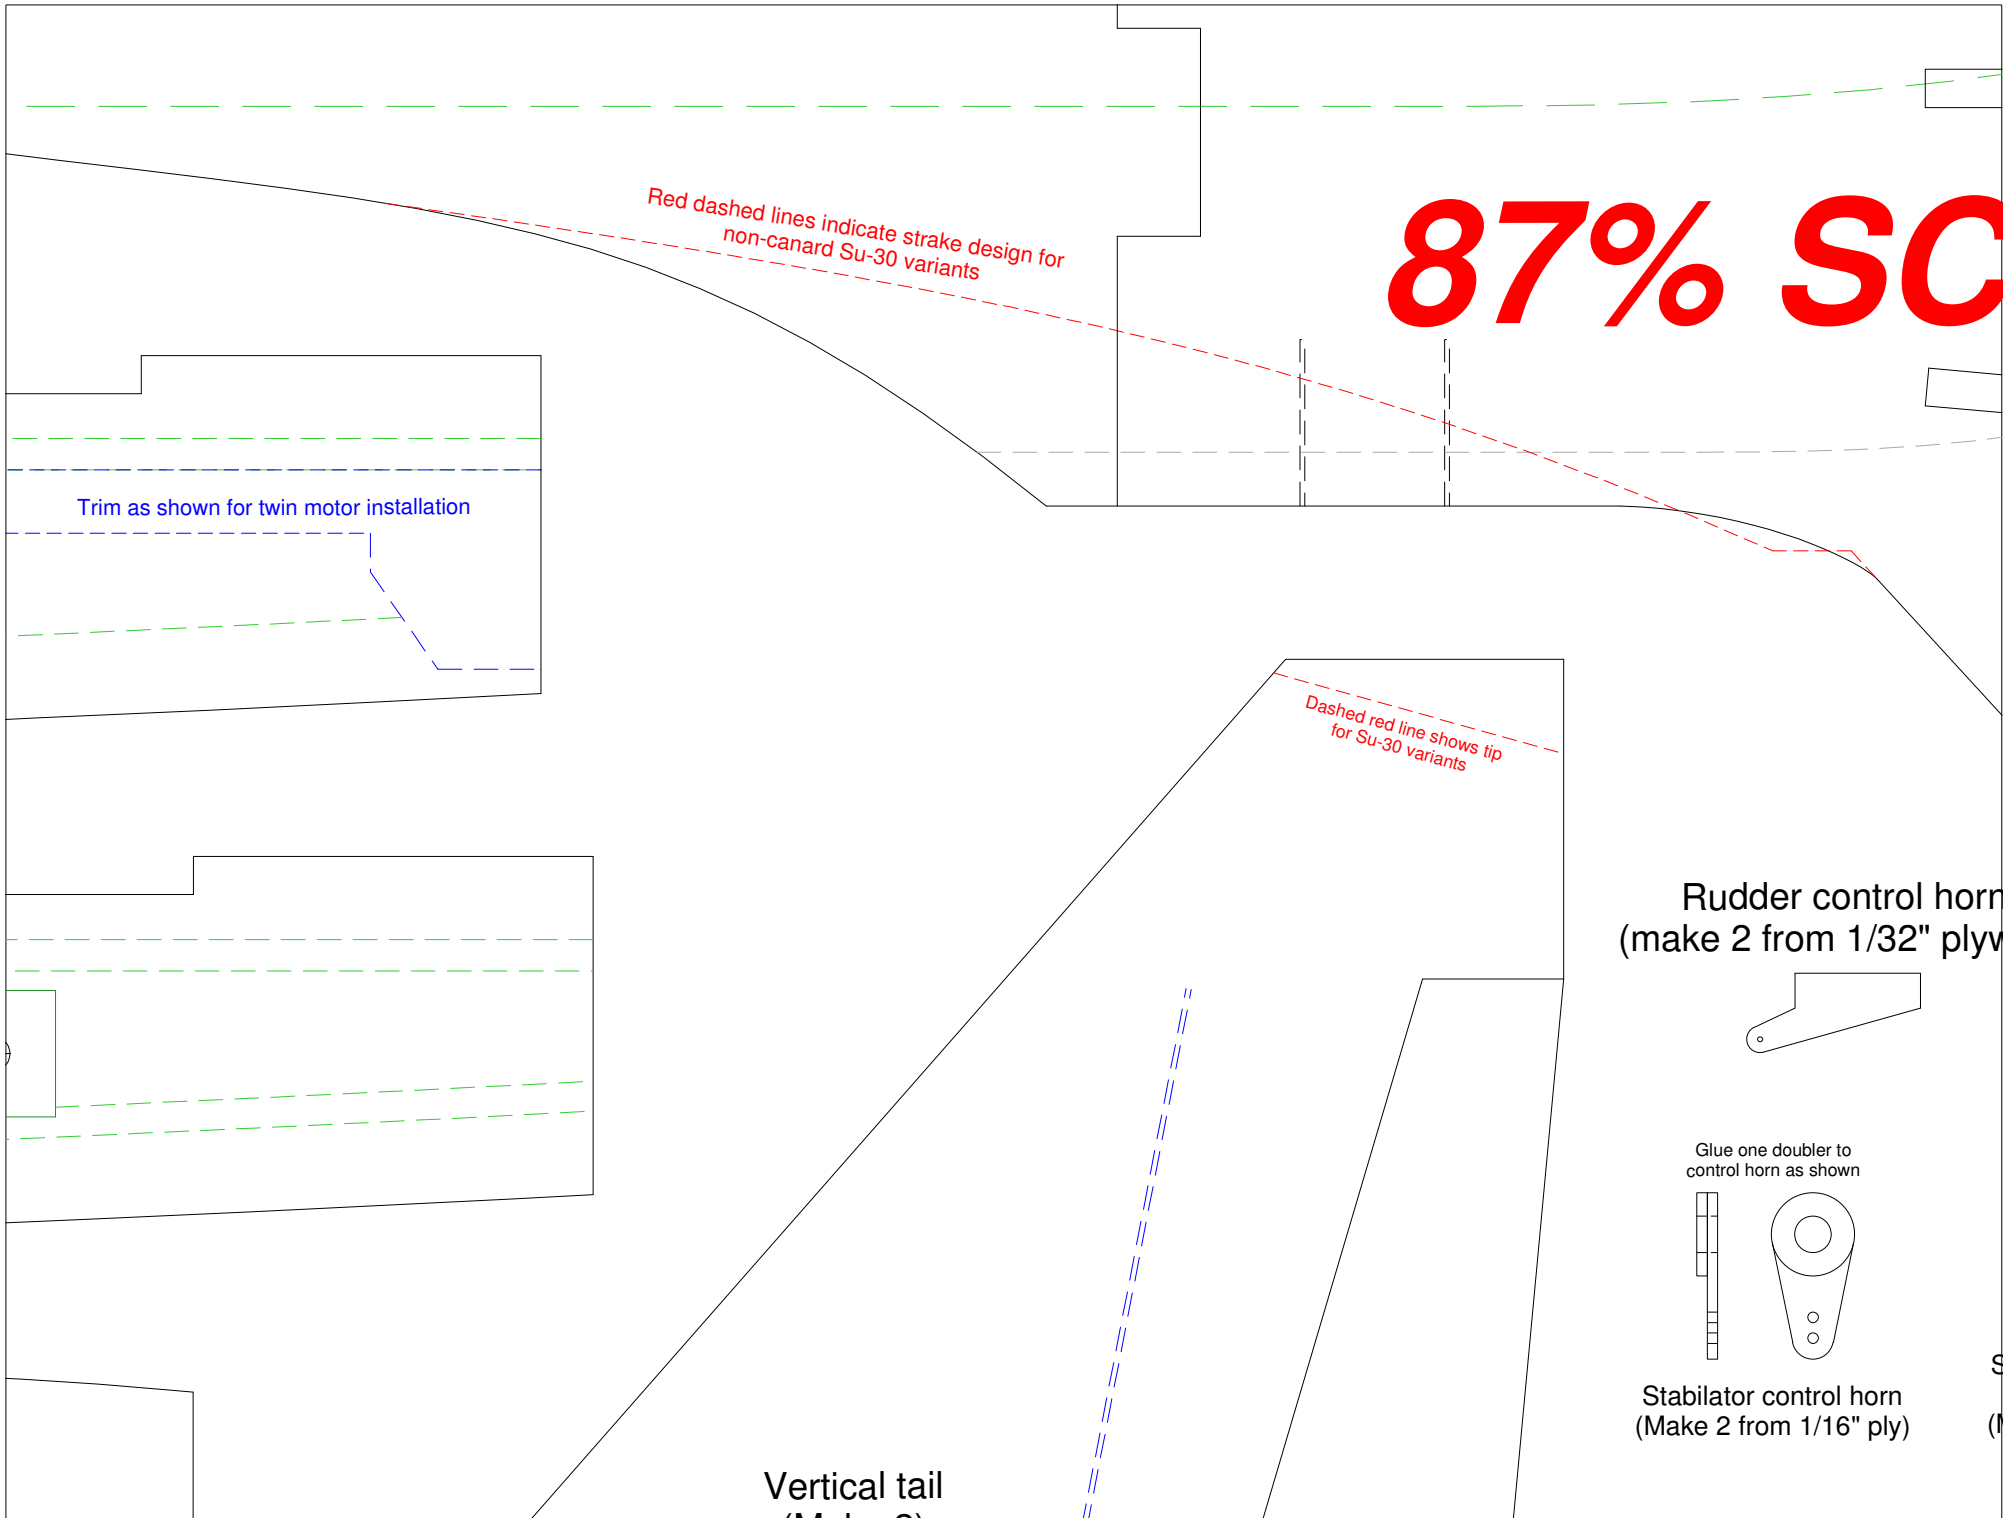 Red dashed lines indicate strake design for
non-canard Su-30 variants
87% SC
Trim as shown for twin motor installation
Dashed red line shows tip
for Su-30 variants
Rudder control horn
(make 2 from 1/32" plyw
Glue one doubler to
control horn as shown
Stabilator control horn
(Make 2 from 1/16" ply)
Vertical tail